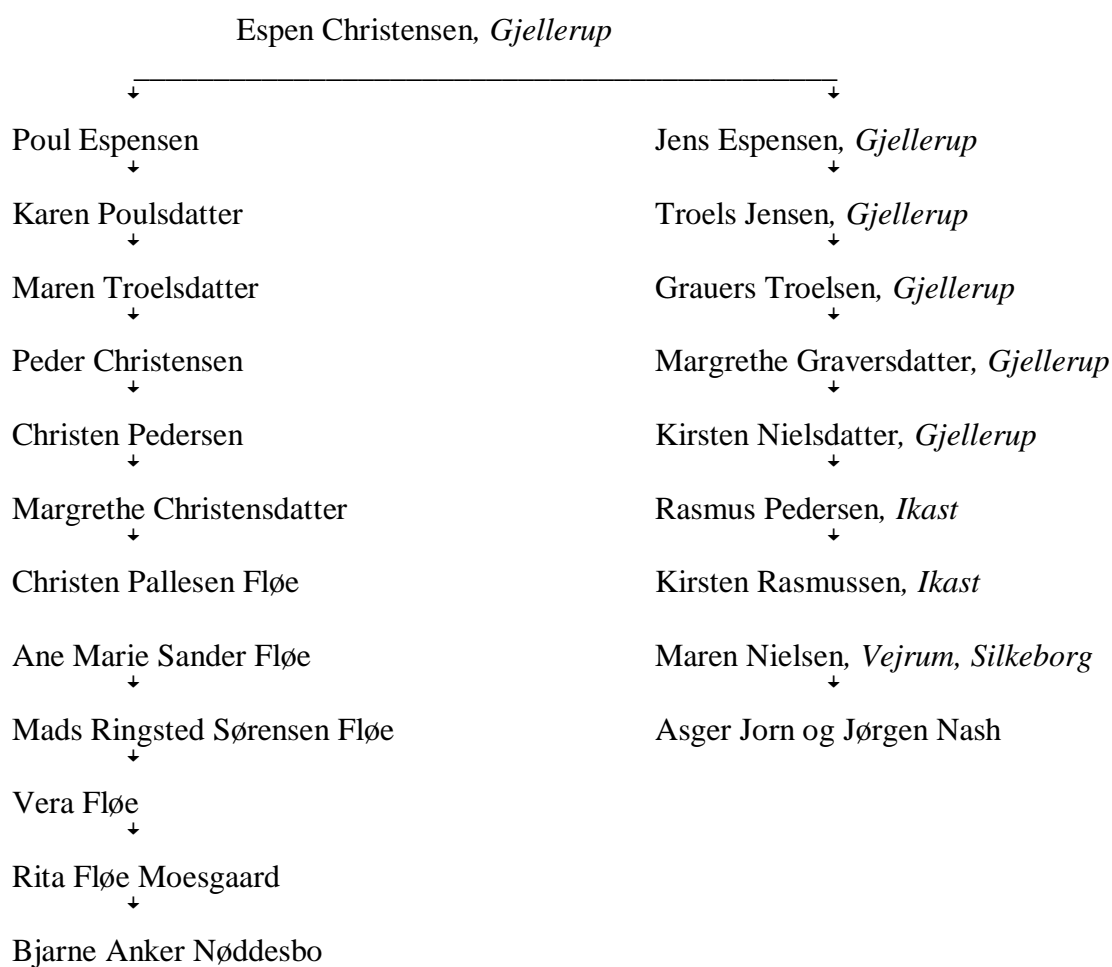 Espen Christensen, Gjellerup
Poul Espensen
Jens Espensen, Gjellerup
Karen Poulsdatter
Troels Jensen, Gjellerup
Maren Troelsdatter
Grauers Troelsen, Gjellerup
Peder Christensen
Margrethe Graversdatter, Gjellerup
Christen Pedersen
Kirsten Nielsdatter, Gjellerup
Margrethe Christensdatter
Rasmus Pedersen, Ikast
Christen Pallesen Fløe
Kirsten Rasmussen, Ikast
Ane Marie Sander Fløe
Maren Nielsen, Vejrum, Silkeborg
Mads Ringsted Sørensen Fløe
Asger Jorn og Jørgen Nash
Vera Fløe
Rita Fløe Moesgaard
Bjarne Anker Nøddesbo